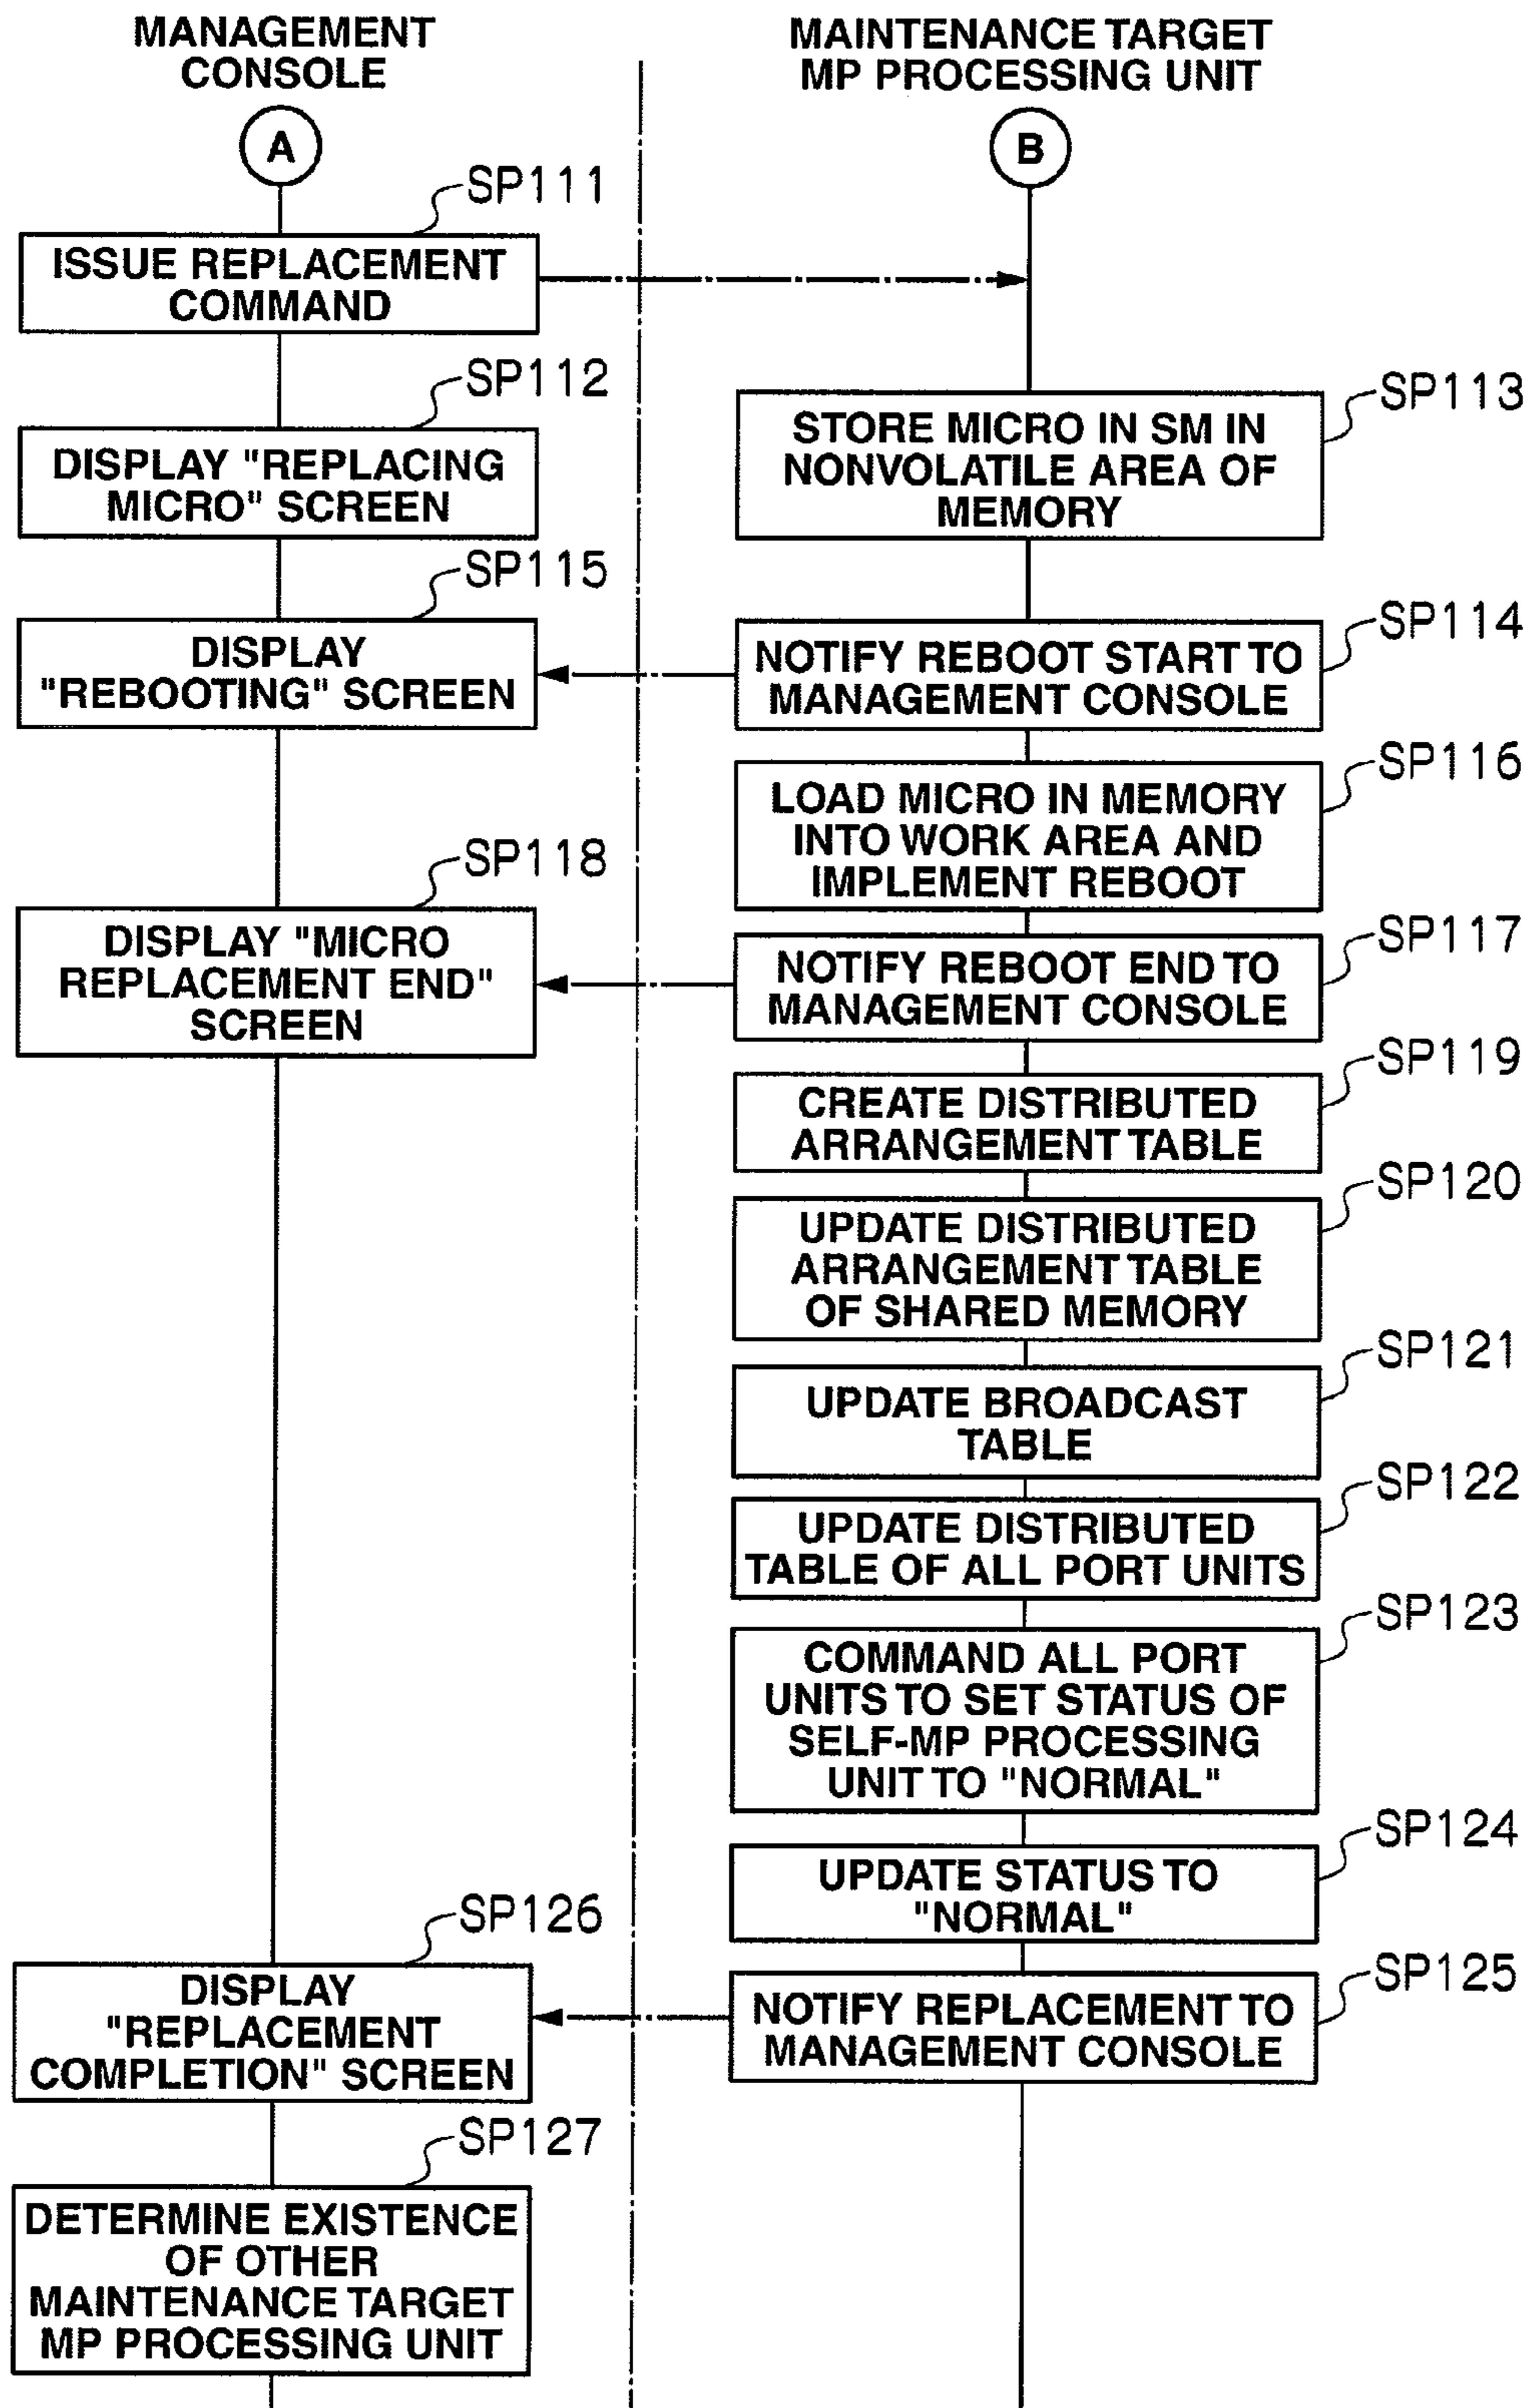 MANAGEMENT
CONSOLE
MAINTENANCE TARGET
MP PROCESSING UNIT
A
B
SP111
ISSUE REPLACEMENT
COMMAND
SP112
DISPLAY "REPLACING
MICRO" SCREEN
SP113
STORE MICRO IN SM IN
NONVOLATILE AREA OF
MEMORY
SP115
DISPLAY
"REBOOTING" SCREEN
SP114
NOTIFY REBOOT START TO
MANAGEMENT CONSOLE
SP116
LOAD MICRO IN MEMORY
INTO WORK AREA AND
IMPLEMENT REBOOT
SP118
DISPLAY "MICRO
REPLACEMENT END"
SCREEN
SP117
NOTIFY REBOOT END TO
MANAGEMENT CONSOLE
SP119
CREATE DISTRIBUTED
ARRANGEMENT TABLE
SP120
UPDATE DISTRIBUTED
ARRANGEMENT TABLE
OF SHARED MEMORY
SP121
UPDATE BROADCAST
TABLE
SP122
UPDATE DISTRIBUTED
TABLE OF ALL PORT UNITS
SP123
COMMAND ALL PORT
UNITS TO SET STATUS OF
SELF-MP PROCESSING
UNIT TO "NORMAL"
SP124
UPDATE STATUS TO
"NORMAL"
SP126
DISPLAY
"REPLACEMENT
COMPLETION" SCREEN
SP125
NOTIFY REPLACEMENT TO
MANAGEMENT CONSOLE
SP127
DETERMINE EXISTENCE
OF OTHER
MAINTENANCE TARGET
MP PROCESSING UNIT